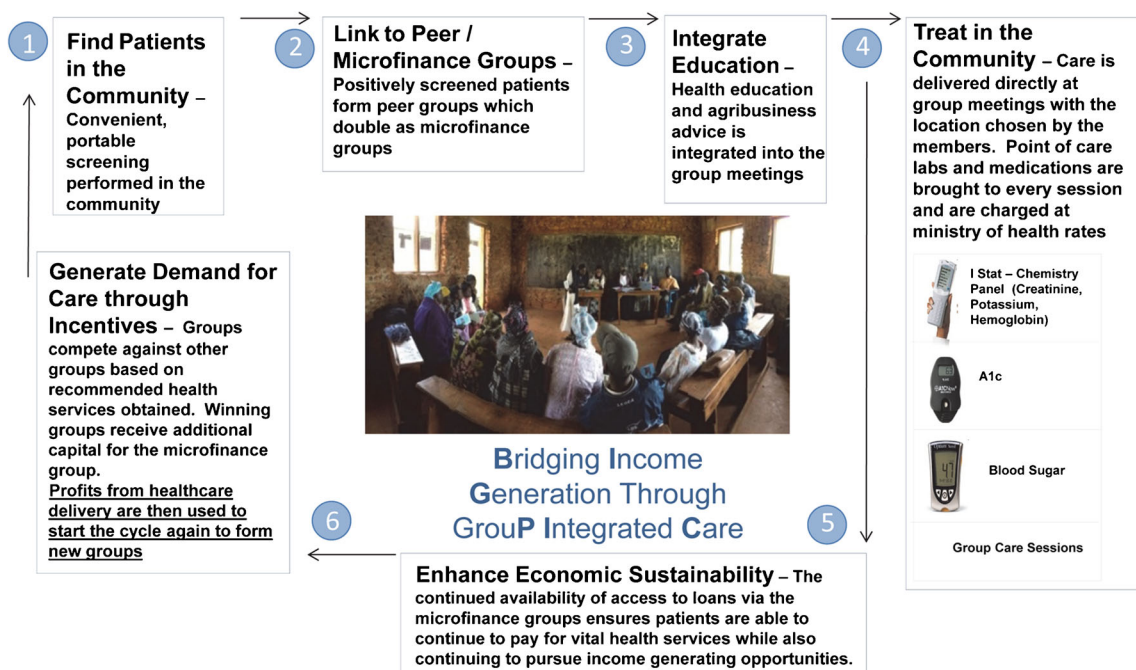 1
Find Patients
in the
Community –
Convenient,
portable
screening
performed in the
community
2
Link to Peer /
Microfinance Groups –
Positively screened patients
form peer groups which
double as microfinance
groups
3
Integrate
Education –
Health education
and agribusiness
advice is
integrated into the
group meetings
4
Treat in the
Community – Care is
delivered directly at
group meetings with the
location chosen by the
members. Point of care
labs and medications are
brought to every session
and are charged at
ministry of health rates
I Stat – Chemistry
Panel (Creatinine,
Potassium,
Hemoglobin)
A1c
Blood Sugar
47
Group Care Sessions
Bridging Income
Generation Through
GrouP Integrated Care
5
Enhance Economic Sustainability – The
continued availability of access to loans via the
microfinance groups ensures patients are able to
continue to pay for vital health services while also
continuing to pursue income generating opportunities.
6
Generate Demand for
Care through
Incentives – Groups
compete against other
groups based on
recommended health
services obtained. Winning
groups receive additional
capital for the microfinance
group.
Profits from healthcare
delivery are then used to
start the cycle again to form
new groups